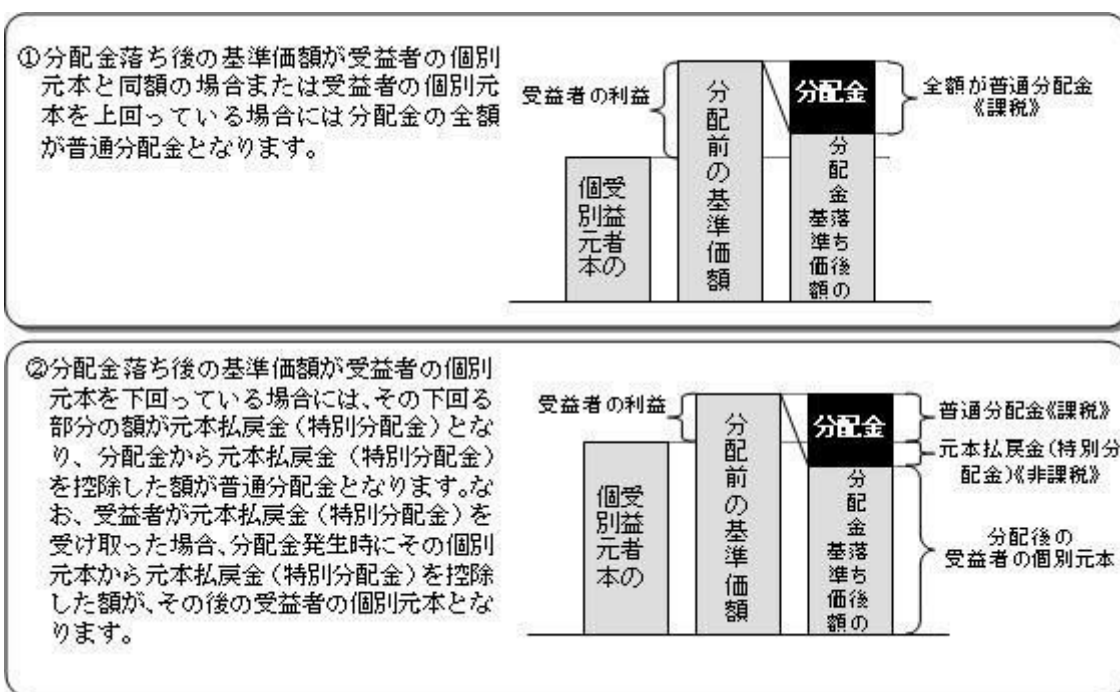 ①分配金落ち後の基準価額が受益者の個別
元本と同額の場合または受益者の個別元
本を上回っている場合には分配金の全額
が普通分配金となります。
受益者の利益
個別元本
受益者の
分配前の基準価額
分配金
基準価額
分配金落ち後の
全額が普通分配金
《課税》
②分配金落ち後の基準価額が受益者の個別
元本を下回っている場合には、その下回る
部分の額が元本払戻金(特別分配金)とな
り、分配金から元本払戻金(特別分配金)
を控除した額が普通分配金となります。な
お、受益者が元本払戻金(特別分配金)を
受け取った場合、分配金発生時にその個別
元本から元本払戻金(特別分配金)を控除
した額が、その後の受益者の個別元本とな
ります。
受益者の利益
受益者の
個別元本
分配前の基準価額
分配金
分配金落ち後の
基準価額
普通分配金《課税》
元本払戻金(特別分
配金)《非課税》
分配後の
受益者の個別元本